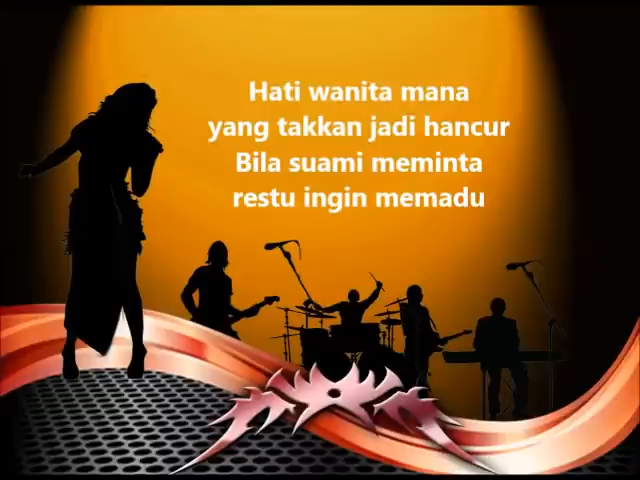 Hati wanita mana
yang takkan jadi hancur
Bila suami meminta
restu ingin memadu